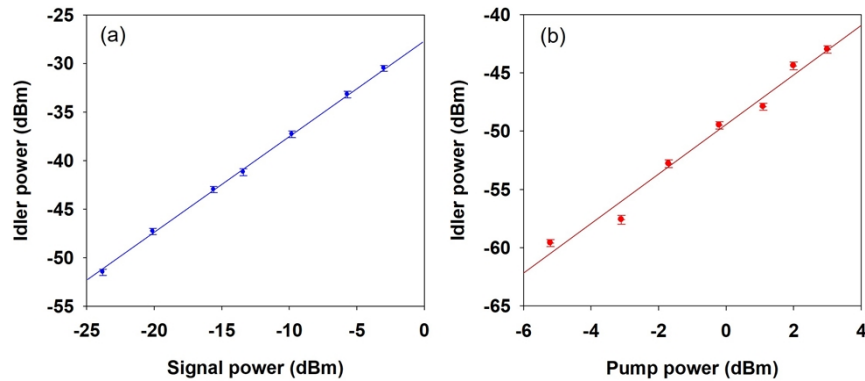 (a)
Idler power (dBm)
-25
-30
-35
-40
-45
-50
-55
-25 -20 -15 -10 -5 0
Signal power (dBm)
(b)
Idler power (dBm)
-40
-45
-50
-55
-60
-65
-6 -4 -2 0 2 4
Pump power (dBm)